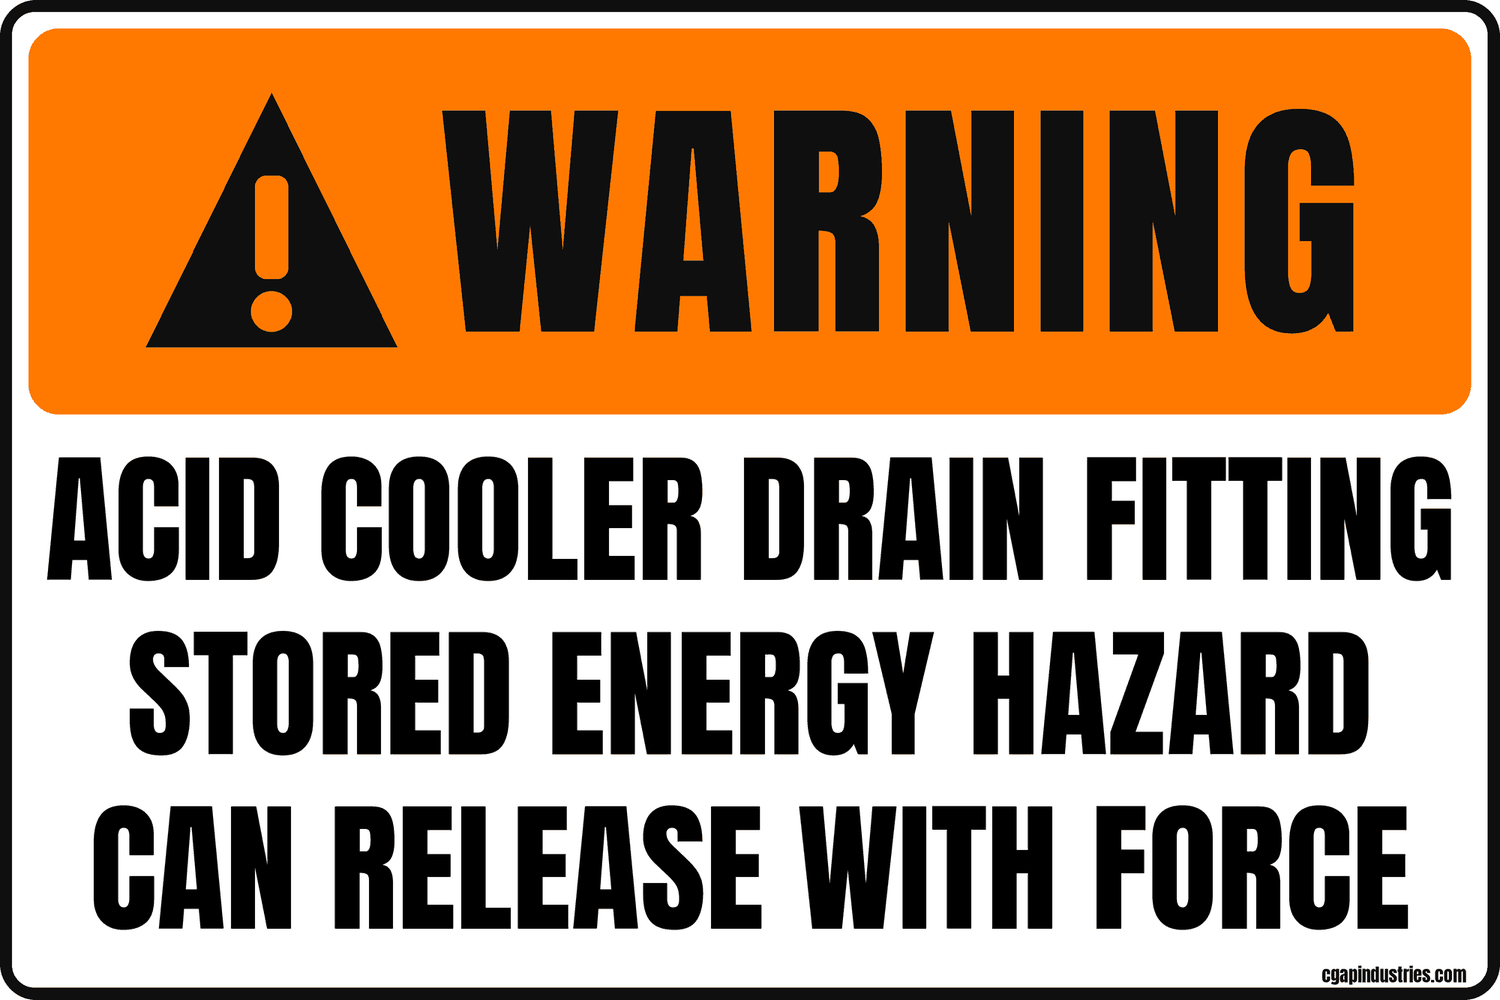 WARNING
ACID COOLER DRAIN FITTING
STORED ENERGY HAZARD
CAN RELEASE WITH FORCE
cgapindustries.com